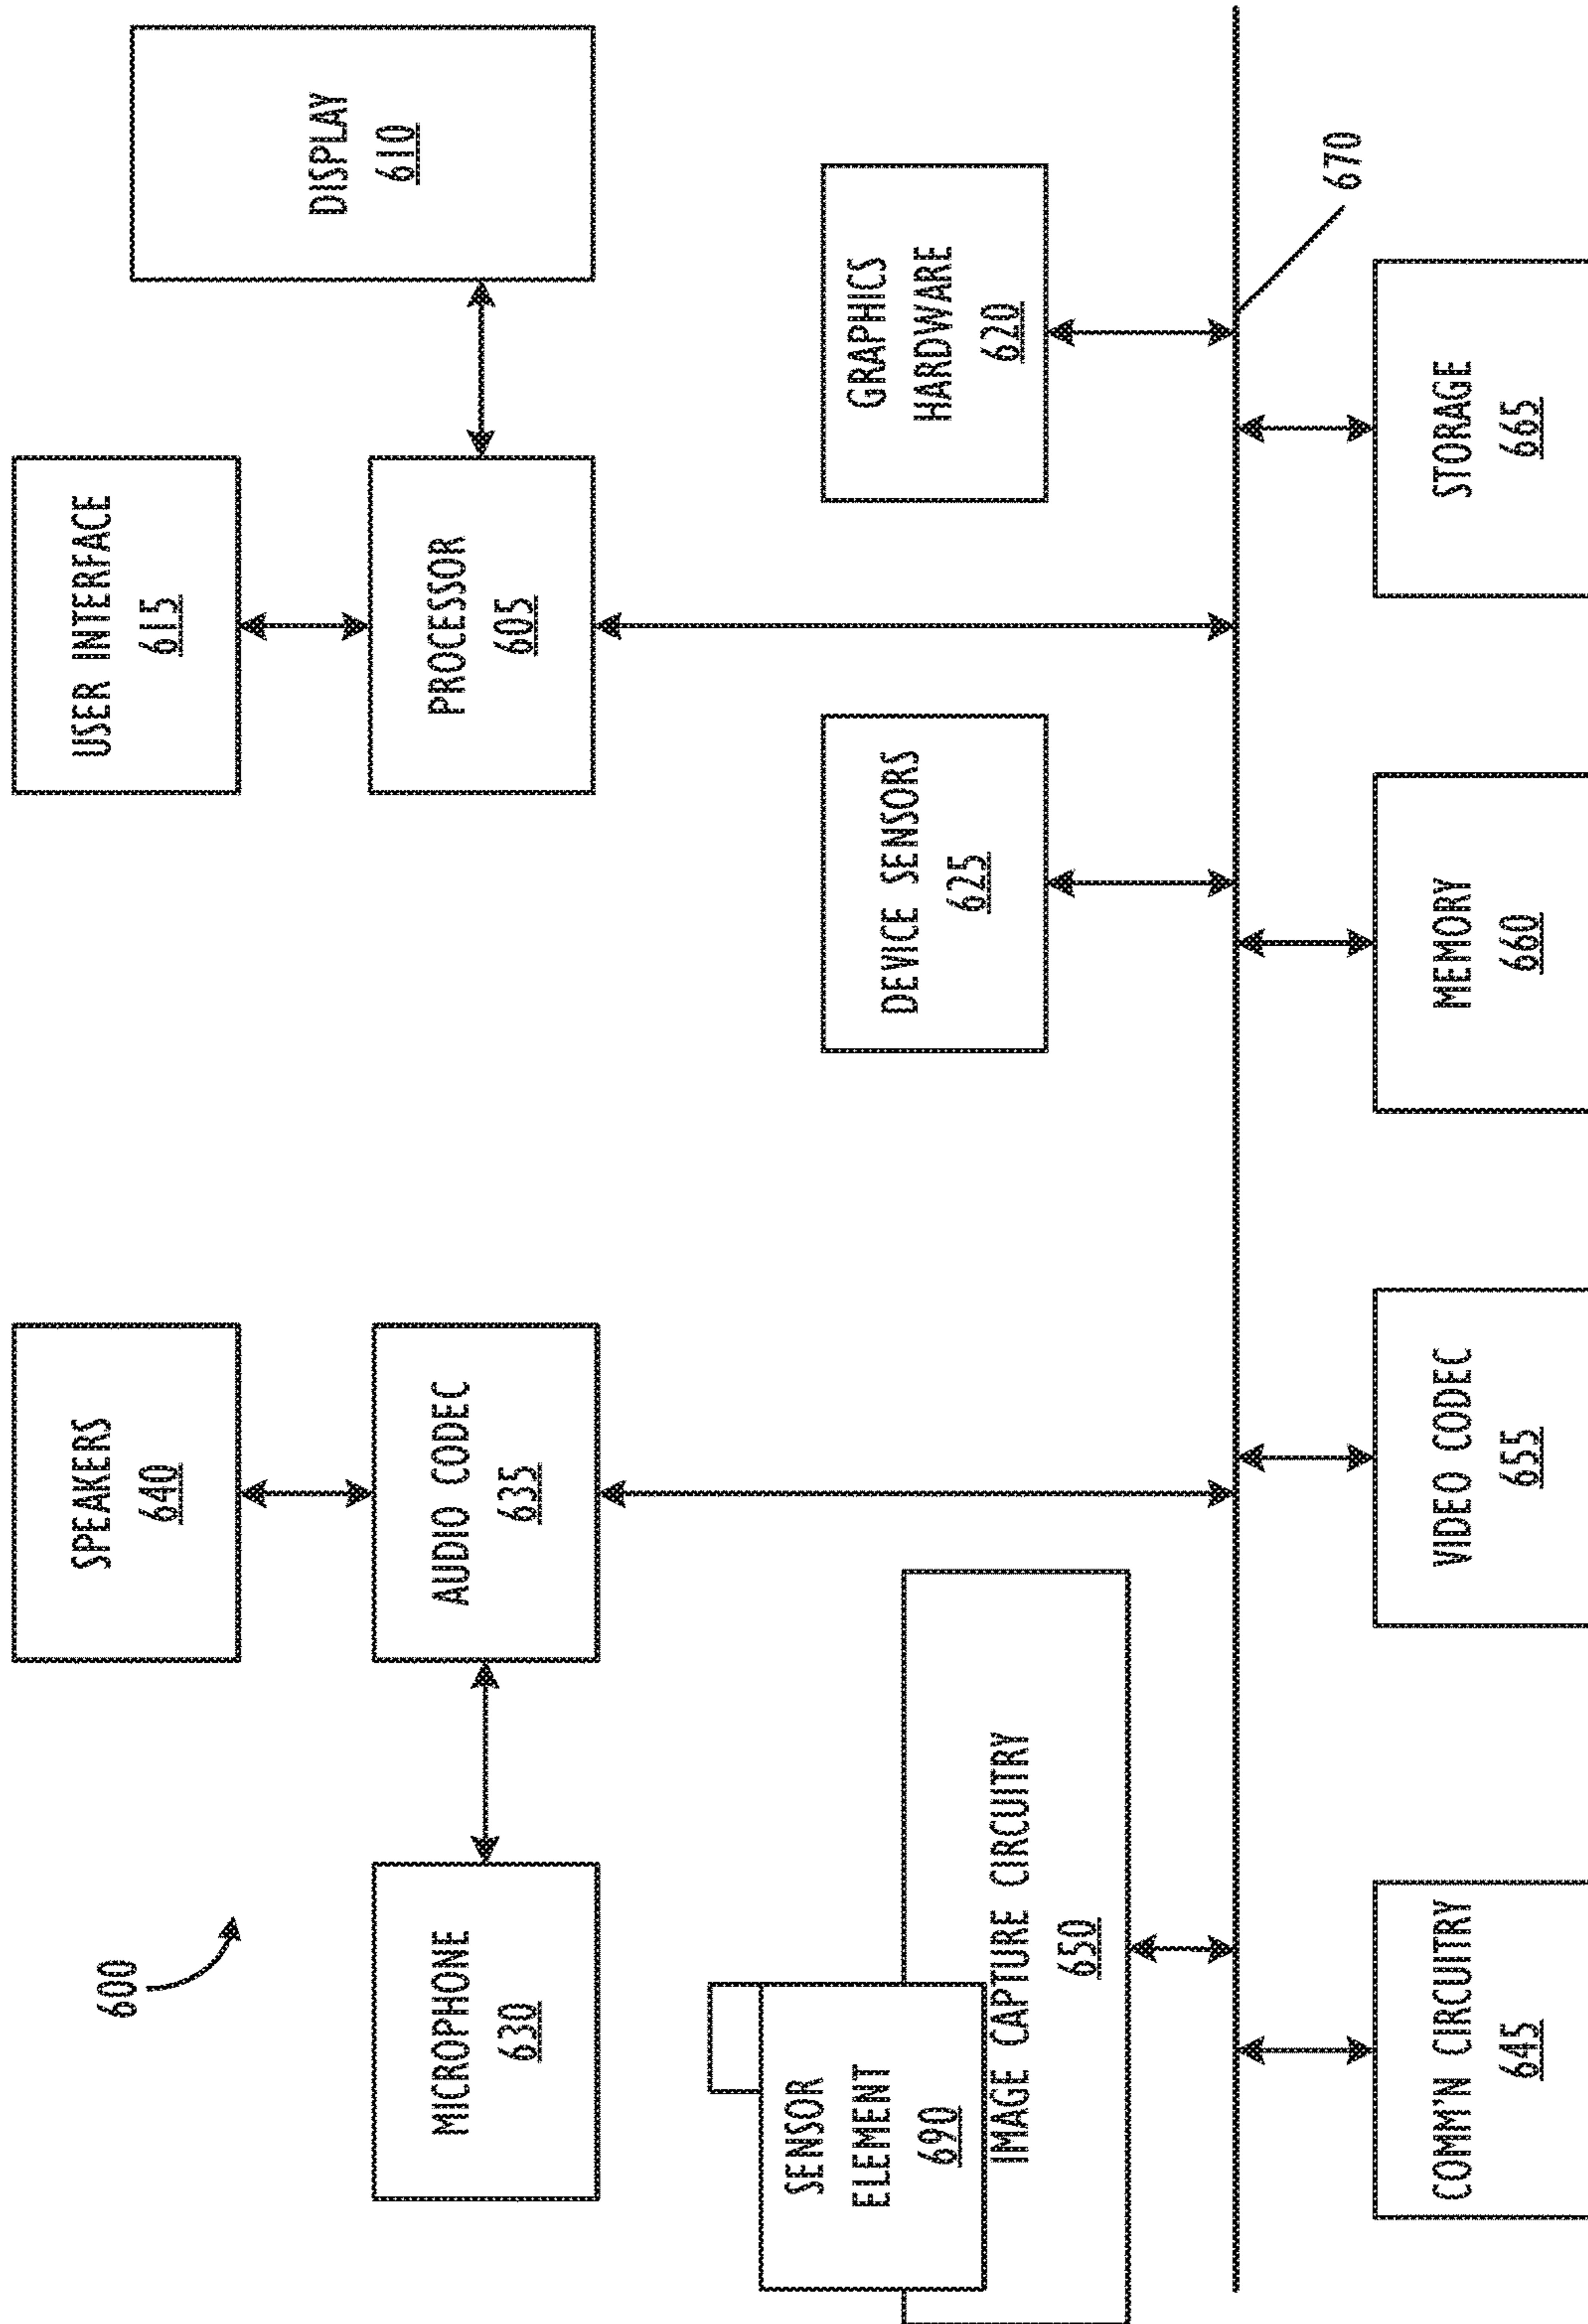 600
SPEAKERS
640
USER INTERFACE
615
DISPLAY
610
MICROPHONE
630
AUDIO CODEC
635
PROCESSOR
605
SENSOR
ELEMENT
690
IMAGE CAPTURE CIRCUITRY
650
DEVICE SENSORS
625
GRAPHICS
HARDWARE
620
670
COMM'N CIRCUITRY
645
VIDEO CODEC
655
MEMORY
660
STORAGE
665